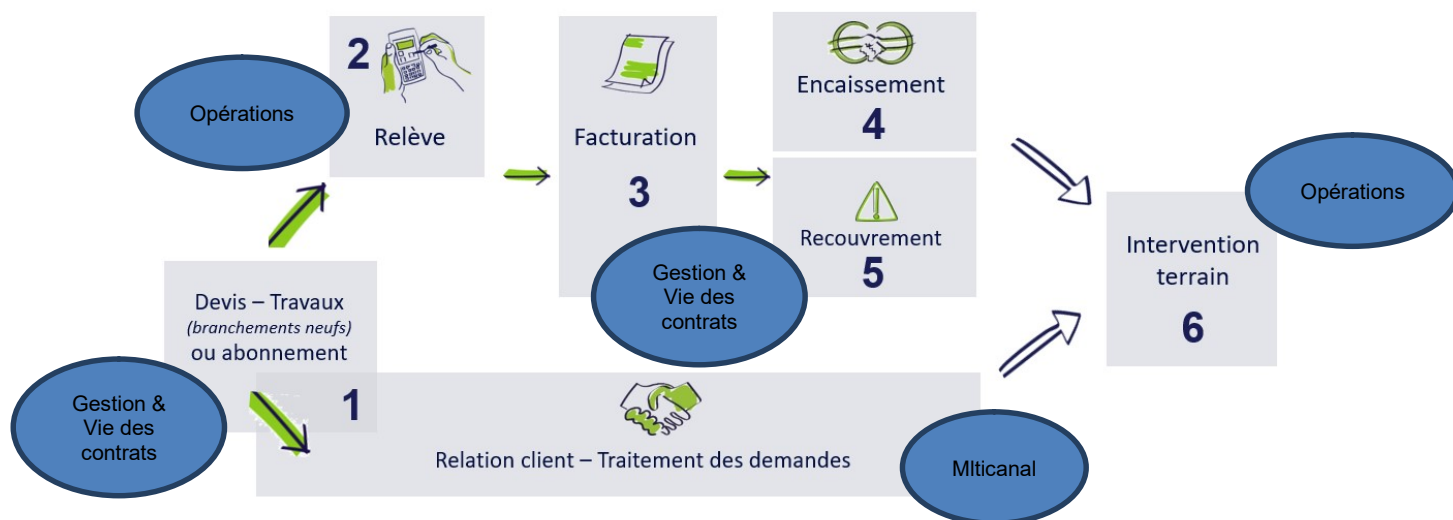 2
Relève
Opérations
Facturation
3
Encaissement
4
Recouvrement
5
Gestion &
Vie des
contrats
Intervention
terrain
6
Opérations
Devis – Travaux
(branchements neufs)
ou abonnement
1
Gestion &
Vie des
contrats
Relation client – Traitement des demandes
Mlticanal